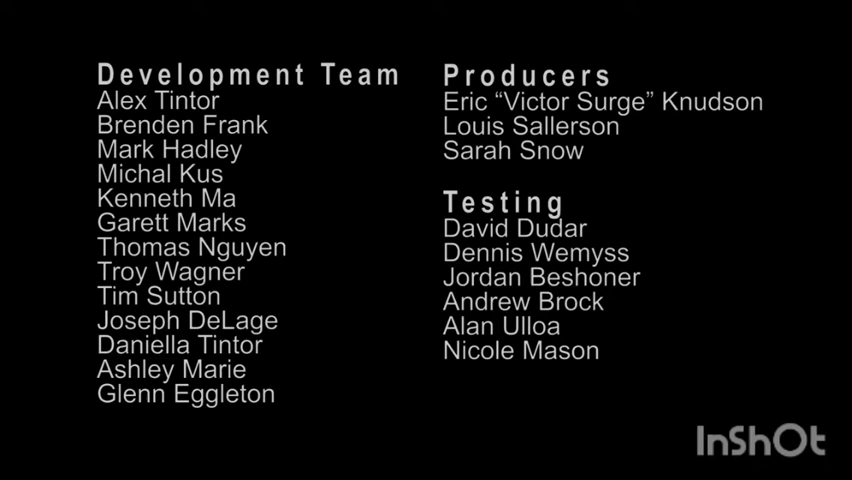 Development Team
Alex Tintor
Brenden Frank
Mark Hadley
Michal Kus
Kenneth Ma
Garett Marks
Thomas Nguyen
Troy Wagner
Tim Sutton
Joseph DeLage
Daniella Tintor
Ashley Marie
Glenn Eggleton
Producers
Eric “Victor Surge” Knudson
Louis Sallerson
Sarah Snow
Testing
David Dudar
Dennis Wemyss
Jordan Beshoner
Andrew Brock
Alan Ulloa
Nicole Mason
InShOt